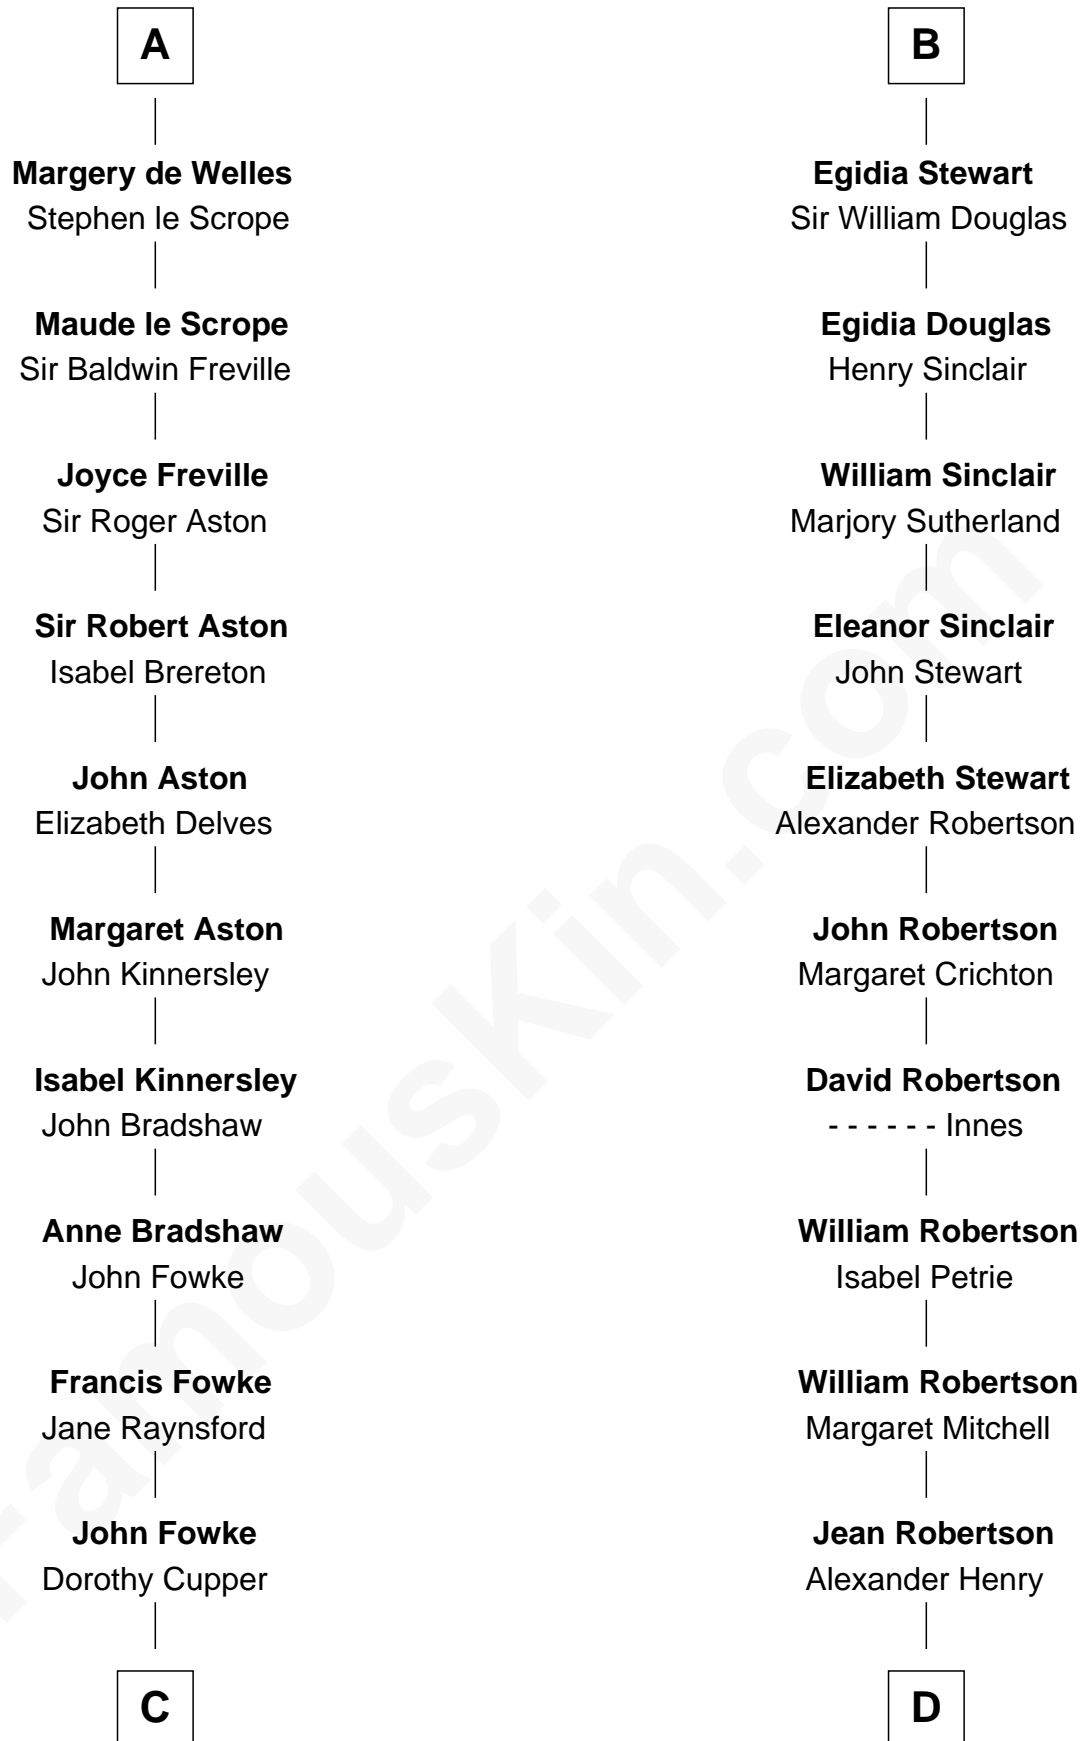 A
Margery de Welles
Stephen le Scrope
Maude le Scrope
Sir Baldwin Freville
Joyce Freville
Sir Roger Aston
Sir Robert Aston
Isabel Brereton
John Aston
Elizabeth Delves
Margaret Aston
John Kinnersley
Isabel Kinnersley
John Bradshaw
Anne Bradshaw
John Fowke
Francis Fowke
Jane Raynsford
John Fowke
Dorothy Cupper
C
B
Egidia Stewart
Sir William Douglas
Egidia Douglas
Henry Sinclair
William Sinclair
Marjory Sutherland
Eleanor Sinclair
John Stewart
Elizabeth Stewart
Alexander Robertson
John Robertson
Margaret Crichton
David Robertson
- - - - - - Innes
William Robertson
Isabel Petrie
William Robertson
Margaret Mitchell
Jean Robertson
Alexander Henry
D
FamousKin.com